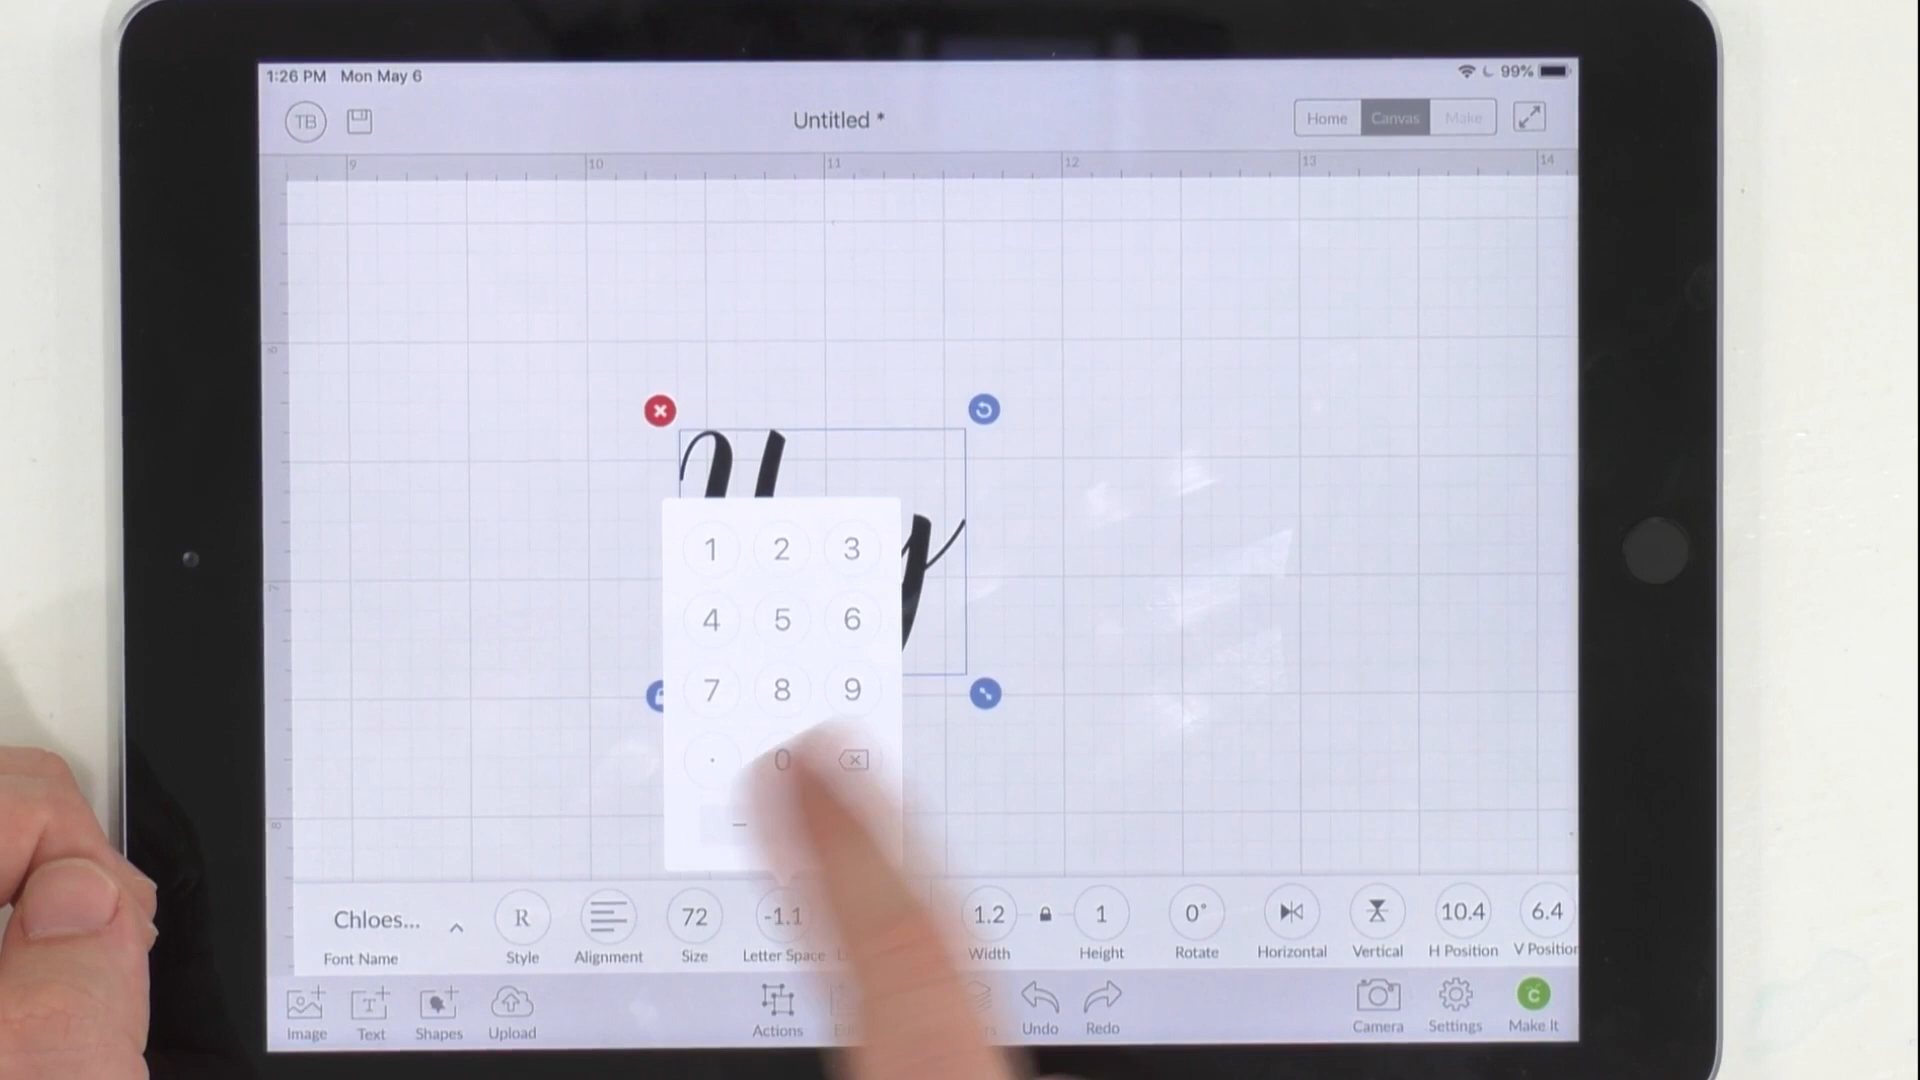 1:26 PM Mon May 6
99%
TB
Untitled *
Home Canvas Make
9 10 11 12 13 14
6
7
8
1 2 3
4 5 6
7 8 9
. 0
−
Chloes... R 72 -1.1 1.2 1 0° 10.4 6.4
Font Name Style Alignment Size Letter Space Width Height Rotate Horizontal Vertical H Position V Position
Image Text Shapes Upload Actions Undo Redo Camera Settings Make It